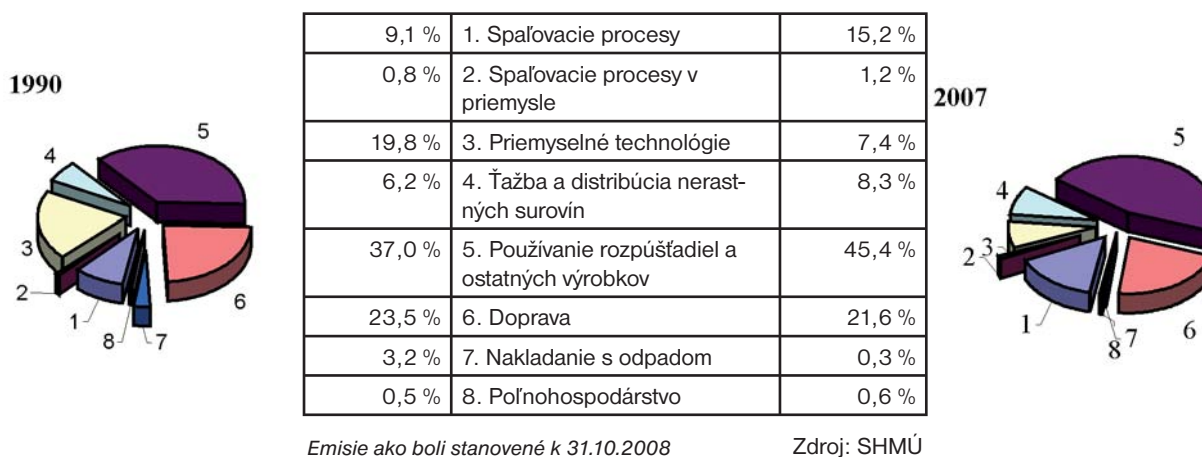 1990
5
4
3
2
1
8
7
6
9,1 % 1. Spaľovacie procesy 15,2 %
0,8 % 2. Spaľovacie procesy v 1,2 %
priemysle
19,8 % 3. Priemyselné technológie 7,4 %
6,2 % 4. Ťažba a distribúcia nerast- 8,3 %
ných surovín
37,0 % 5. Používanie rozpúšťadiel a 45,4 %
ostatných výrobkov
23,5 % 6. Doprava 21,6 %
3,2 % 7. Nakladanie s odpadom 0,3 %
0,5 % 8. Poľnohospodárstvo 0,6 %
Emisie ako boli stanovené k 31.10.2008 Zdroj: SHMÚ
2007
5
4
3
2
1
8
7
6